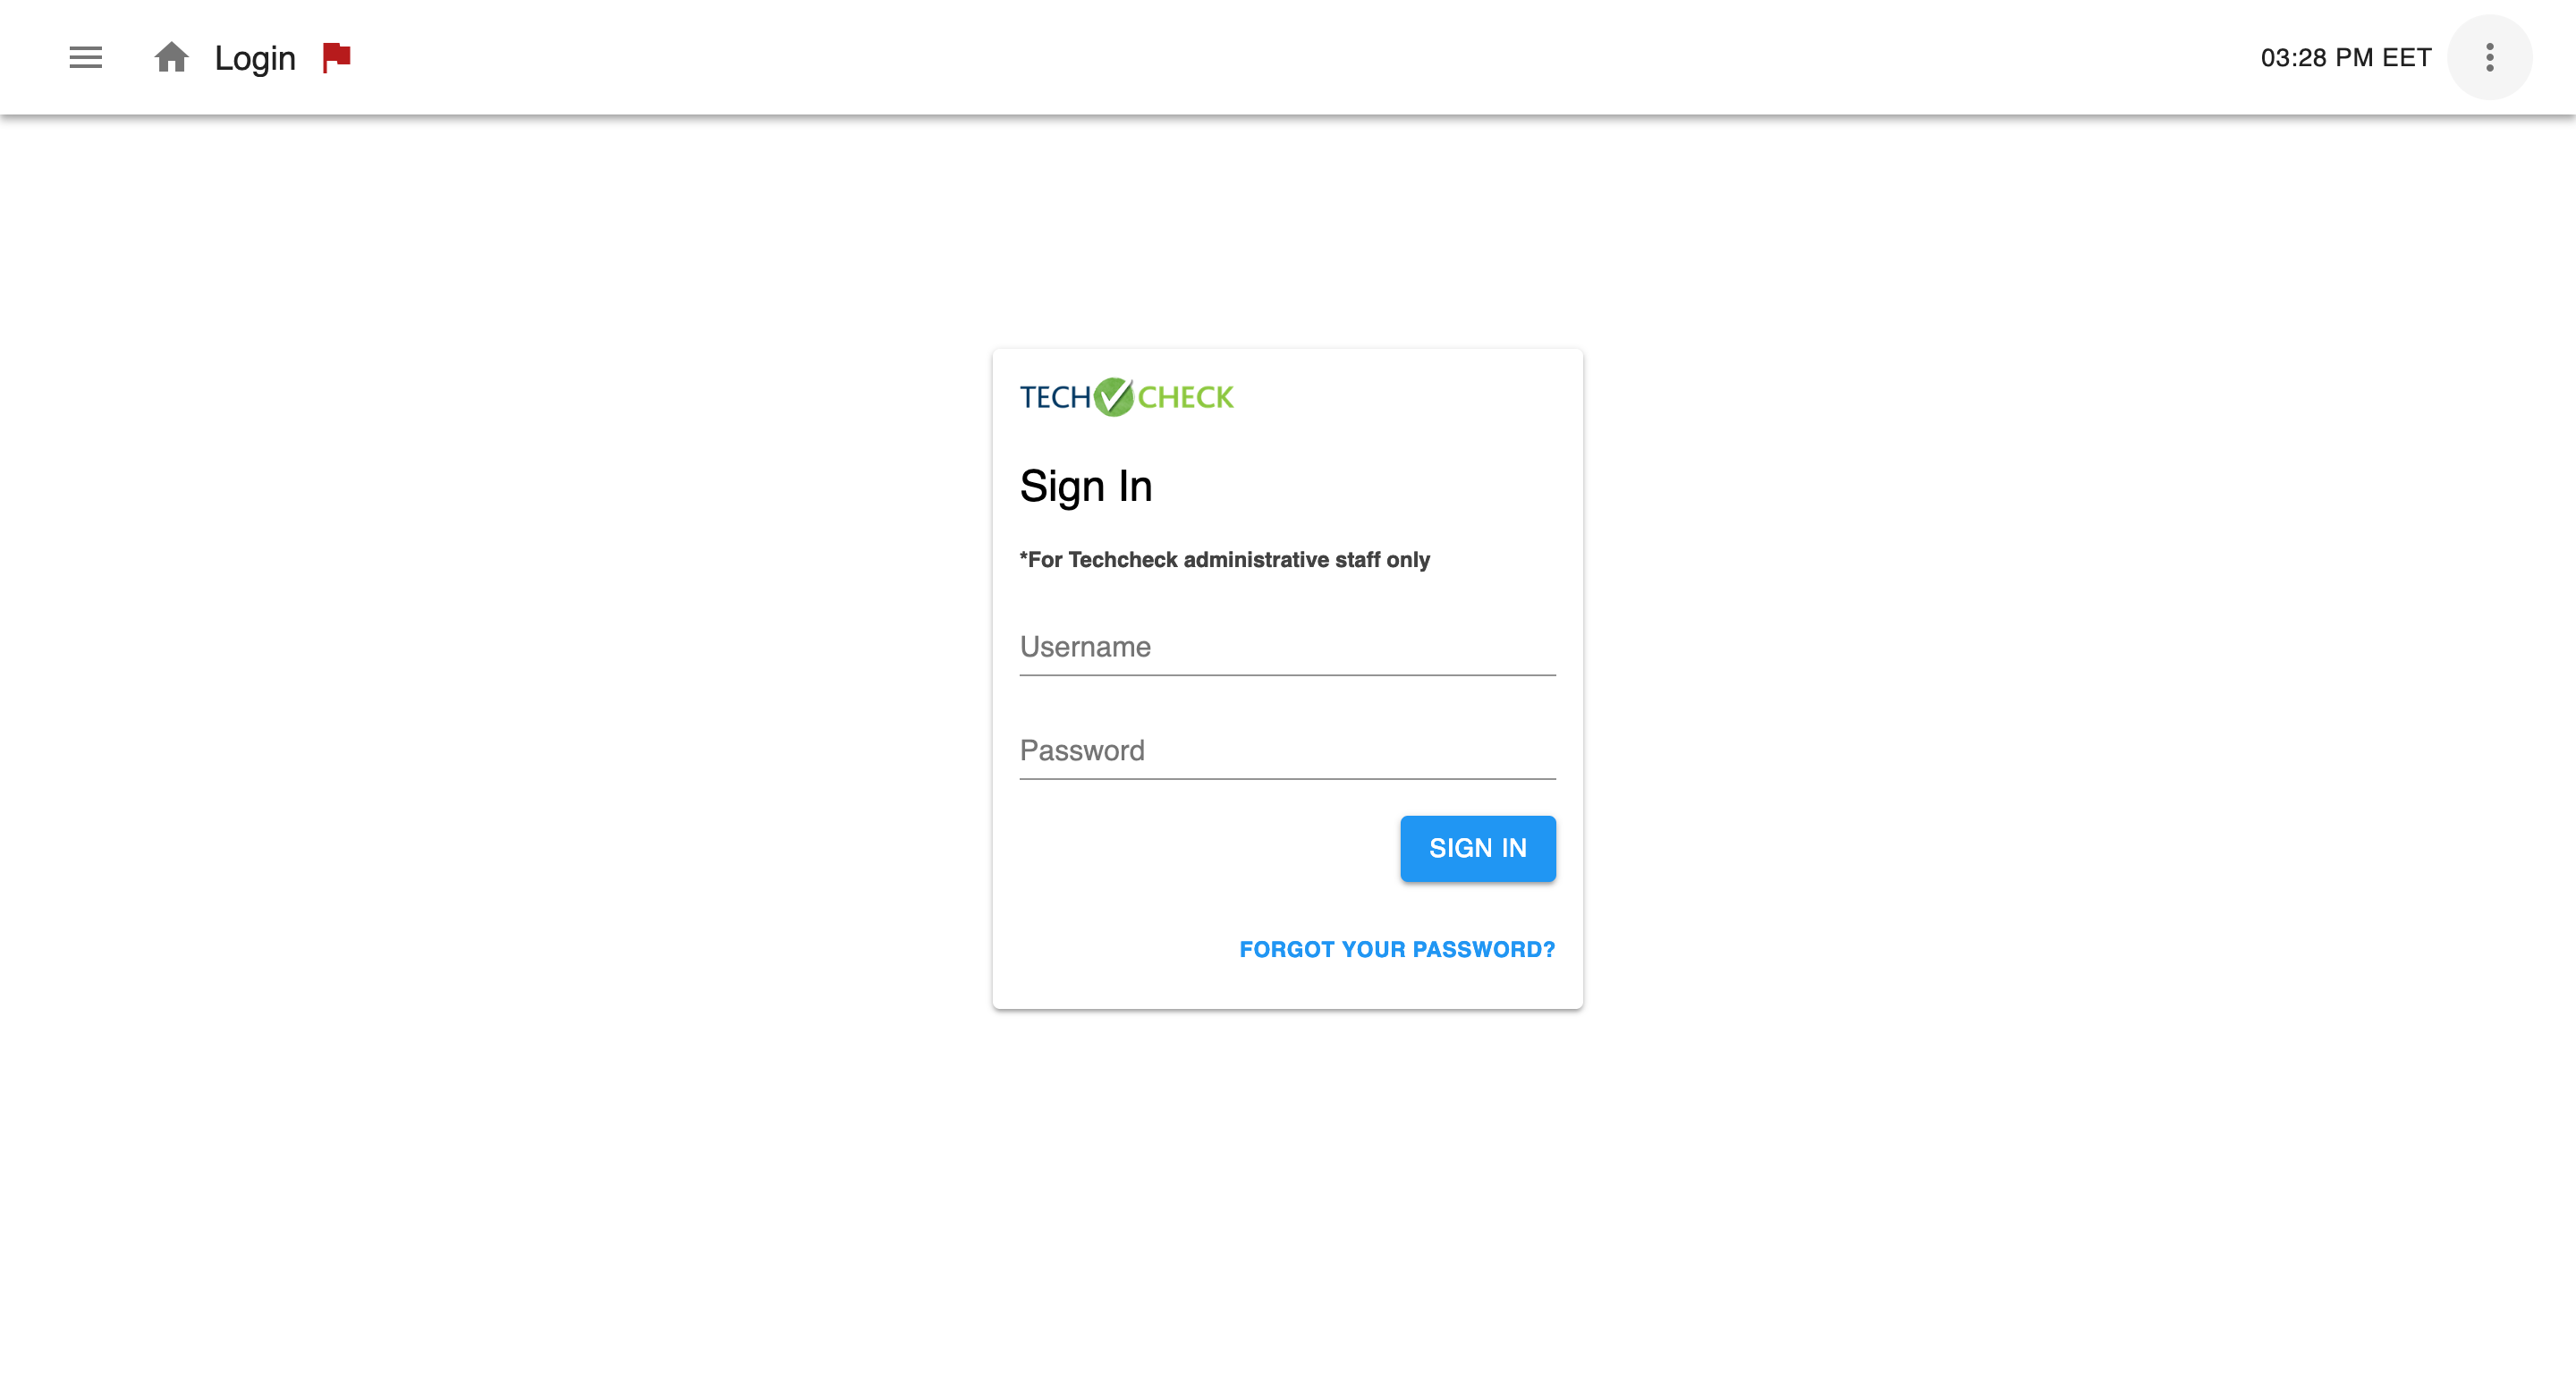 Login
03:28 PM EET
TECH CHECK
Sign In
*For Techcheck administrative staff only
Username
Password
SIGN IN
FORGOT YOUR PASSWORD?